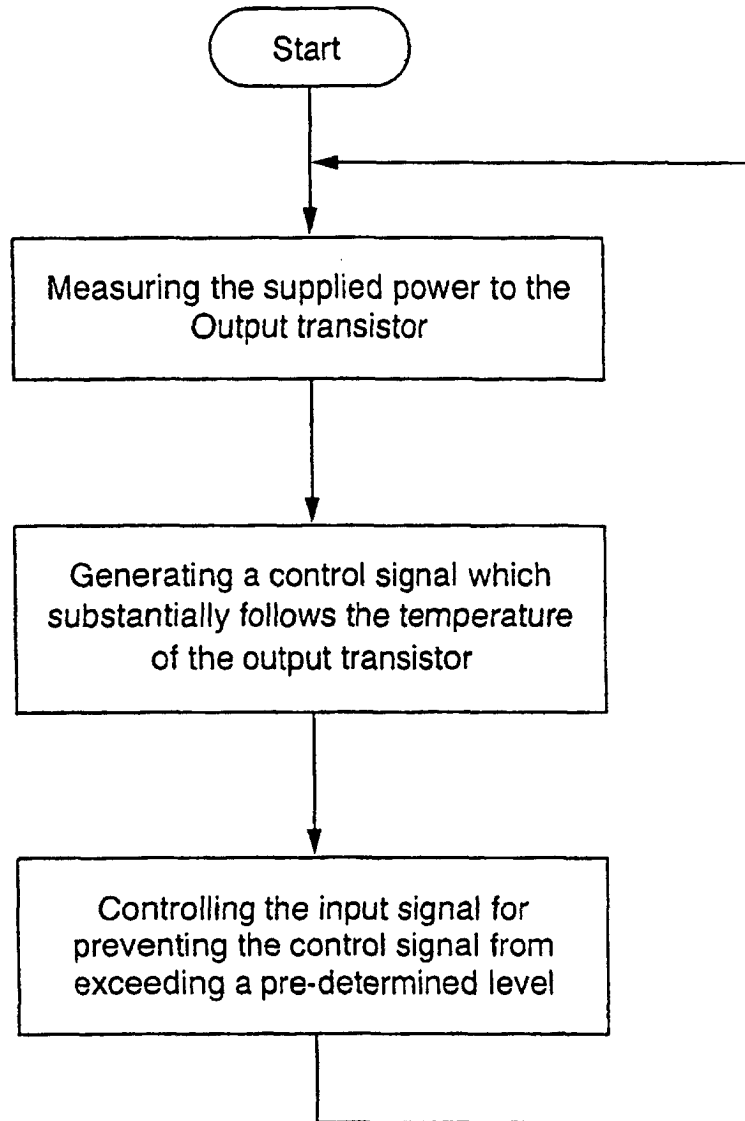 Start
Measuring the supplied power to the
Output transistor
Generating a control signal which
substantially follows the temperature
of the output transistor
Controlling the input signal for
preventing the control signal from
exceeding a pre-determined level